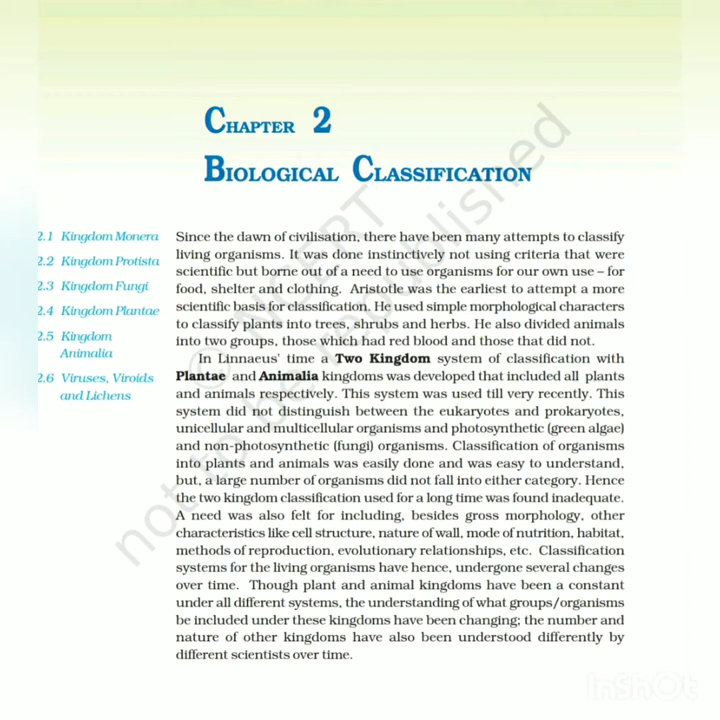 CHAPTER 2
BIOLOGICAL CLASSIFICATION
2.1 Kingdom Monera
2.2 Kingdom Protista
2.3 Kingdom Fungi
2.4 Kingdom Plantae
2.5 Kingdom
Animalia
2.6 Viruses, Viroids
and Lichens
Since the dawn of civilisation, there have been many attempts to classify
living organisms. It was done instinctively not using criteria that were
scientific but borne out of a need to use organisms for our own use – for
food, shelter and clothing. Aristotle was the earliest to attempt a more
scientific basis for classification. He used simple morphological characters
to classify plants into trees, shrubs and herbs. He also divided animals
into two groups, those which had red blood and those that did not.
In Linnaeus' time a Two Kingdom system of classification with
Plantae and Animalia kingdoms was developed that included all plants
and animals respectively. This system was used till very recently. This
system did not distinguish between the eukaryotes and prokaryotes,
unicellular and multicellular organisms and photosynthetic (green algae)
and non-photosynthetic (fungi) organisms. Classification of organisms
into plants and animals was easily done and was easy to understand,
but, a large number of organisms did not fall into either category. Hence
the two kingdom classification used for a long time was found inadequate.
A need was also felt for including, besides gross morphology, other
characteristics like cell structure, nature of wall, mode of nutrition, habitat,
methods of reproduction, evolutionary relationships, etc. Classification
systems for the living organisms have hence, undergone several changes
over time. Though plant and animal kingdoms have been a constant
under all different systems, the understanding of what groups/organisms
be included under these kingdoms have been changing; the number and
nature of other kingdoms have also been understood differently by
different scientists over time.
© NCERT
not to be republished
InShOt